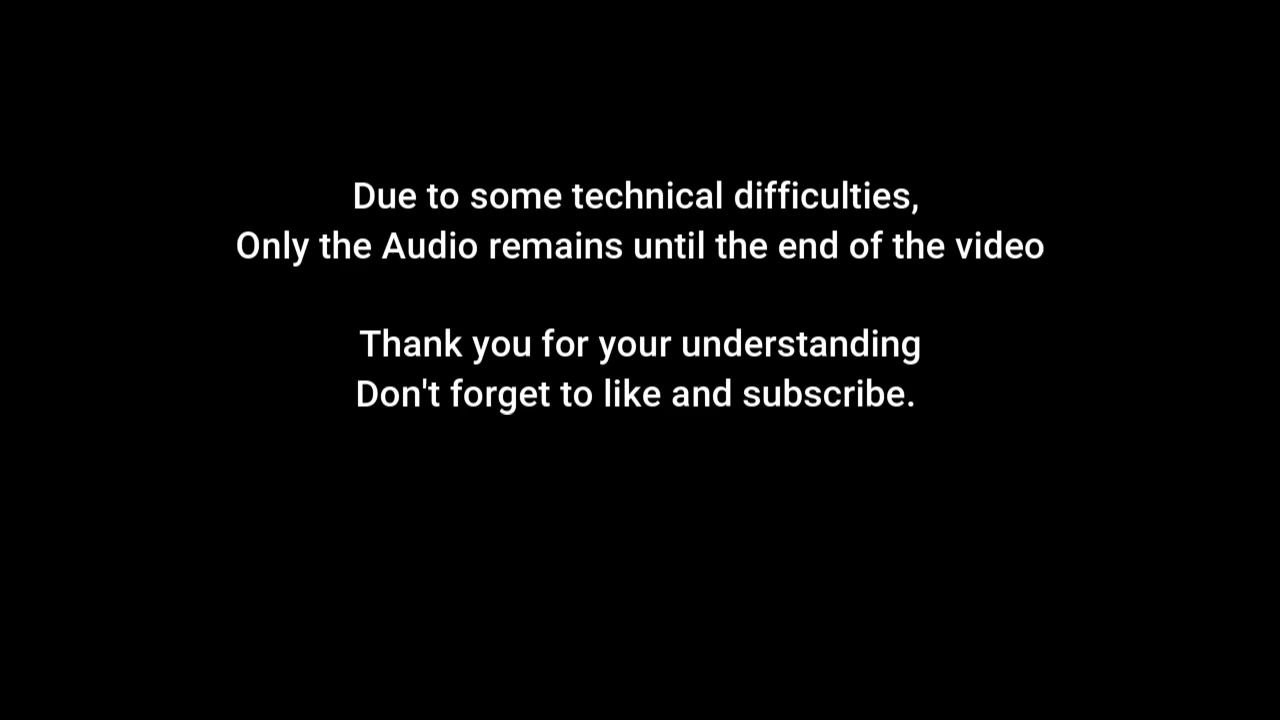 Due to some technical difficulties,
Only the Audio remains until the end of the video
Thank you for your understanding
Don't forget to like and subscribe.